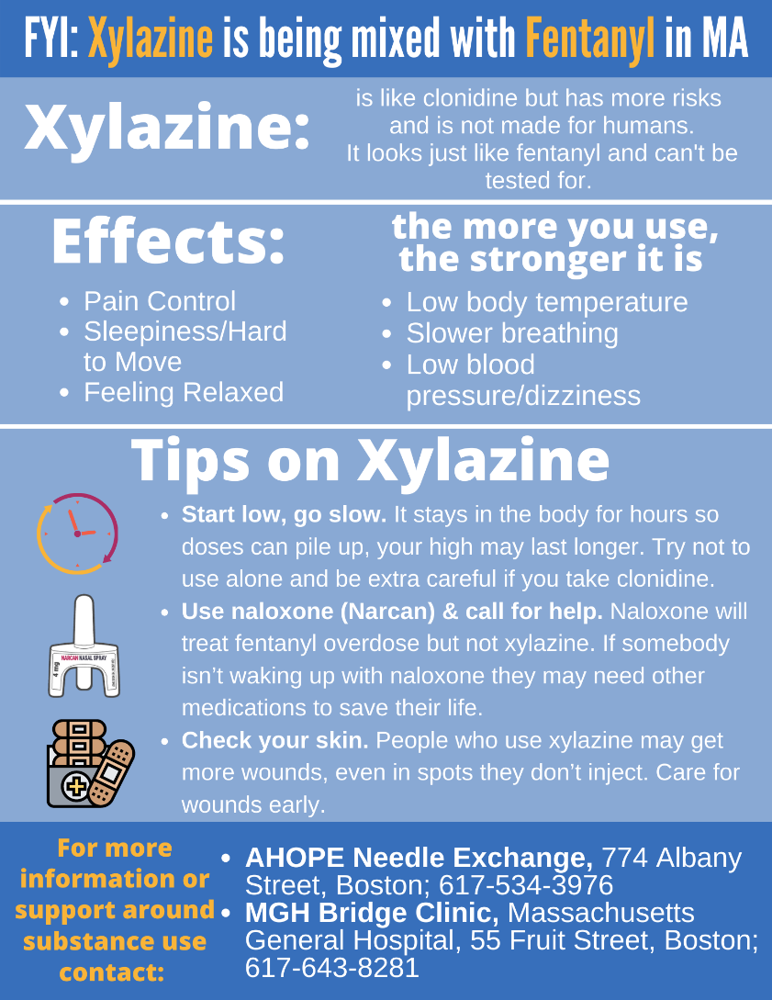 FYI: Xylazine is being mixed with Fentanyl in MA
Xylazine:
is like clonidine but has more risks
and is not made for humans.
It looks just like fentanyl and can't be
tested for.
Effects:
• Pain Control
• Sleepiness/Hard
to Move
• Feeling Relaxed
the more you use,
the stronger it is
• Low body temperature
• Slower breathing
• Low blood
pressure/dizziness
Tips on Xylazine
• Start low, go slow. It stays in the body for hours so
doses can pile up, your high may last longer. Try not to
use alone and be extra careful if you take clonidine.
• Use naloxone (Narcan) & call for help. Naloxone will
treat fentanyl overdose but not xylazine. If somebody
isn’t waking up with naloxone they may need other
medications to save their life.
NARCAN NASAL SPRAY
4 mg
• Check your skin. People who use xylazine may get
more wounds, even in spots they don’t inject. Care for
wounds early.
For more
information or
support around
substance use
contact:
• AHOPE Needle Exchange, 774 Albany
Street, Boston; 617-534-3976
• MGH Bridge Clinic, Massachusetts
General Hospital, 55 Fruit Street, Boston;
617-643-8281